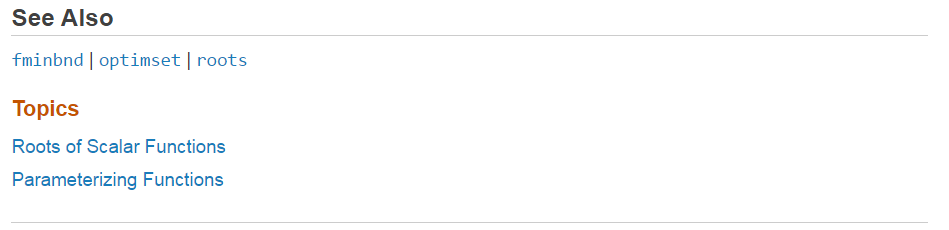 See Also
fminbnd | optimset | roots
Topics
Roots of Scalar Functions
Parameterizing Functions